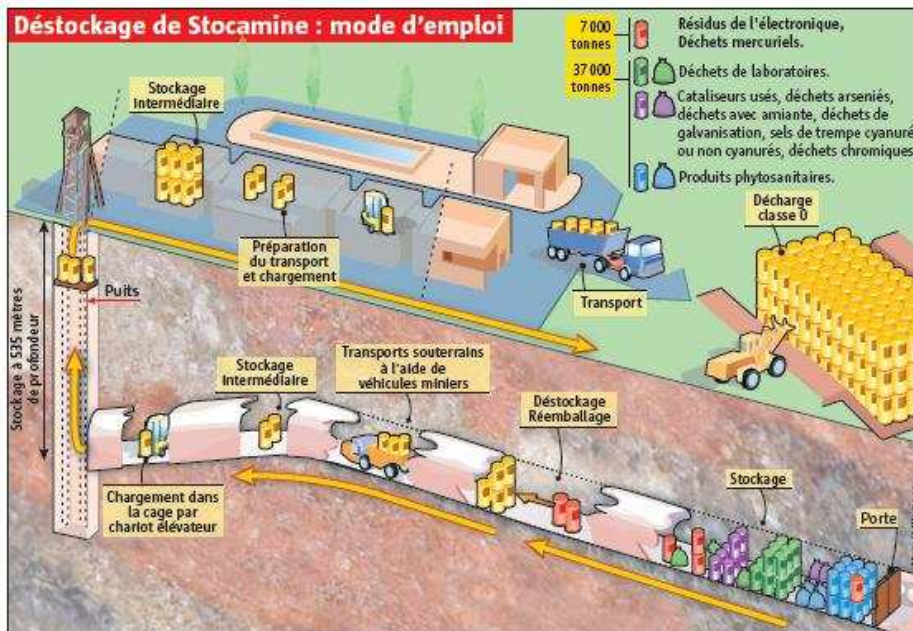 Déstockage de Stocamine : mode d'emploi
7 000
tonnes
Résidus de l'électronique,
Déchets mercuriels.
37 000
tonnes
Déchets de laboratoires.
Cataliseurs usés, déchets arseniés,
déchets avec amiante, déchets de
galvanisation, sels de trempe cyanurés
ou non cyanurés, déchets chromiques
Produits phytosanitaires.
Stockage
intermédiaire
Décharge
classe 0
Préparation
du transport
et chargement
Transport
Puits
Stockage à 535 mètres
de profondeur
Stockage
intermédiaire
Transports souterrains
à l'aide de
véhicules miniers
Déstockage
Réemballage
Stockage
Porte
Chargement dans
la cage par
chariot élévateur